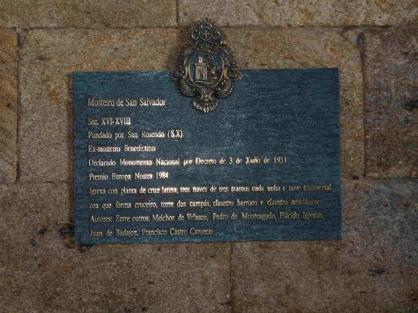 Mosteiro de San Salvador
Sec. XVI-XVIII
Fundado por San Rosendo (S.X)
Ex-mosteiro Benedictino
Declarado Monumento Nacional por Decreto de 3 de Xuño de 1931
Premio Europa Nostra 1984
Igrexa con planta de cruz latina, tres naves de tres tramos cada unha e nave transversal
coa que forma cruceiro, torre das campás, claustro barroco e claustro neoclásico.
Autores: Entre outros: Melchor de Velasco, Pedro de Monteagudo, Plácido Iglesias,
Juan de Badajoz, Francisco Castro Canseco